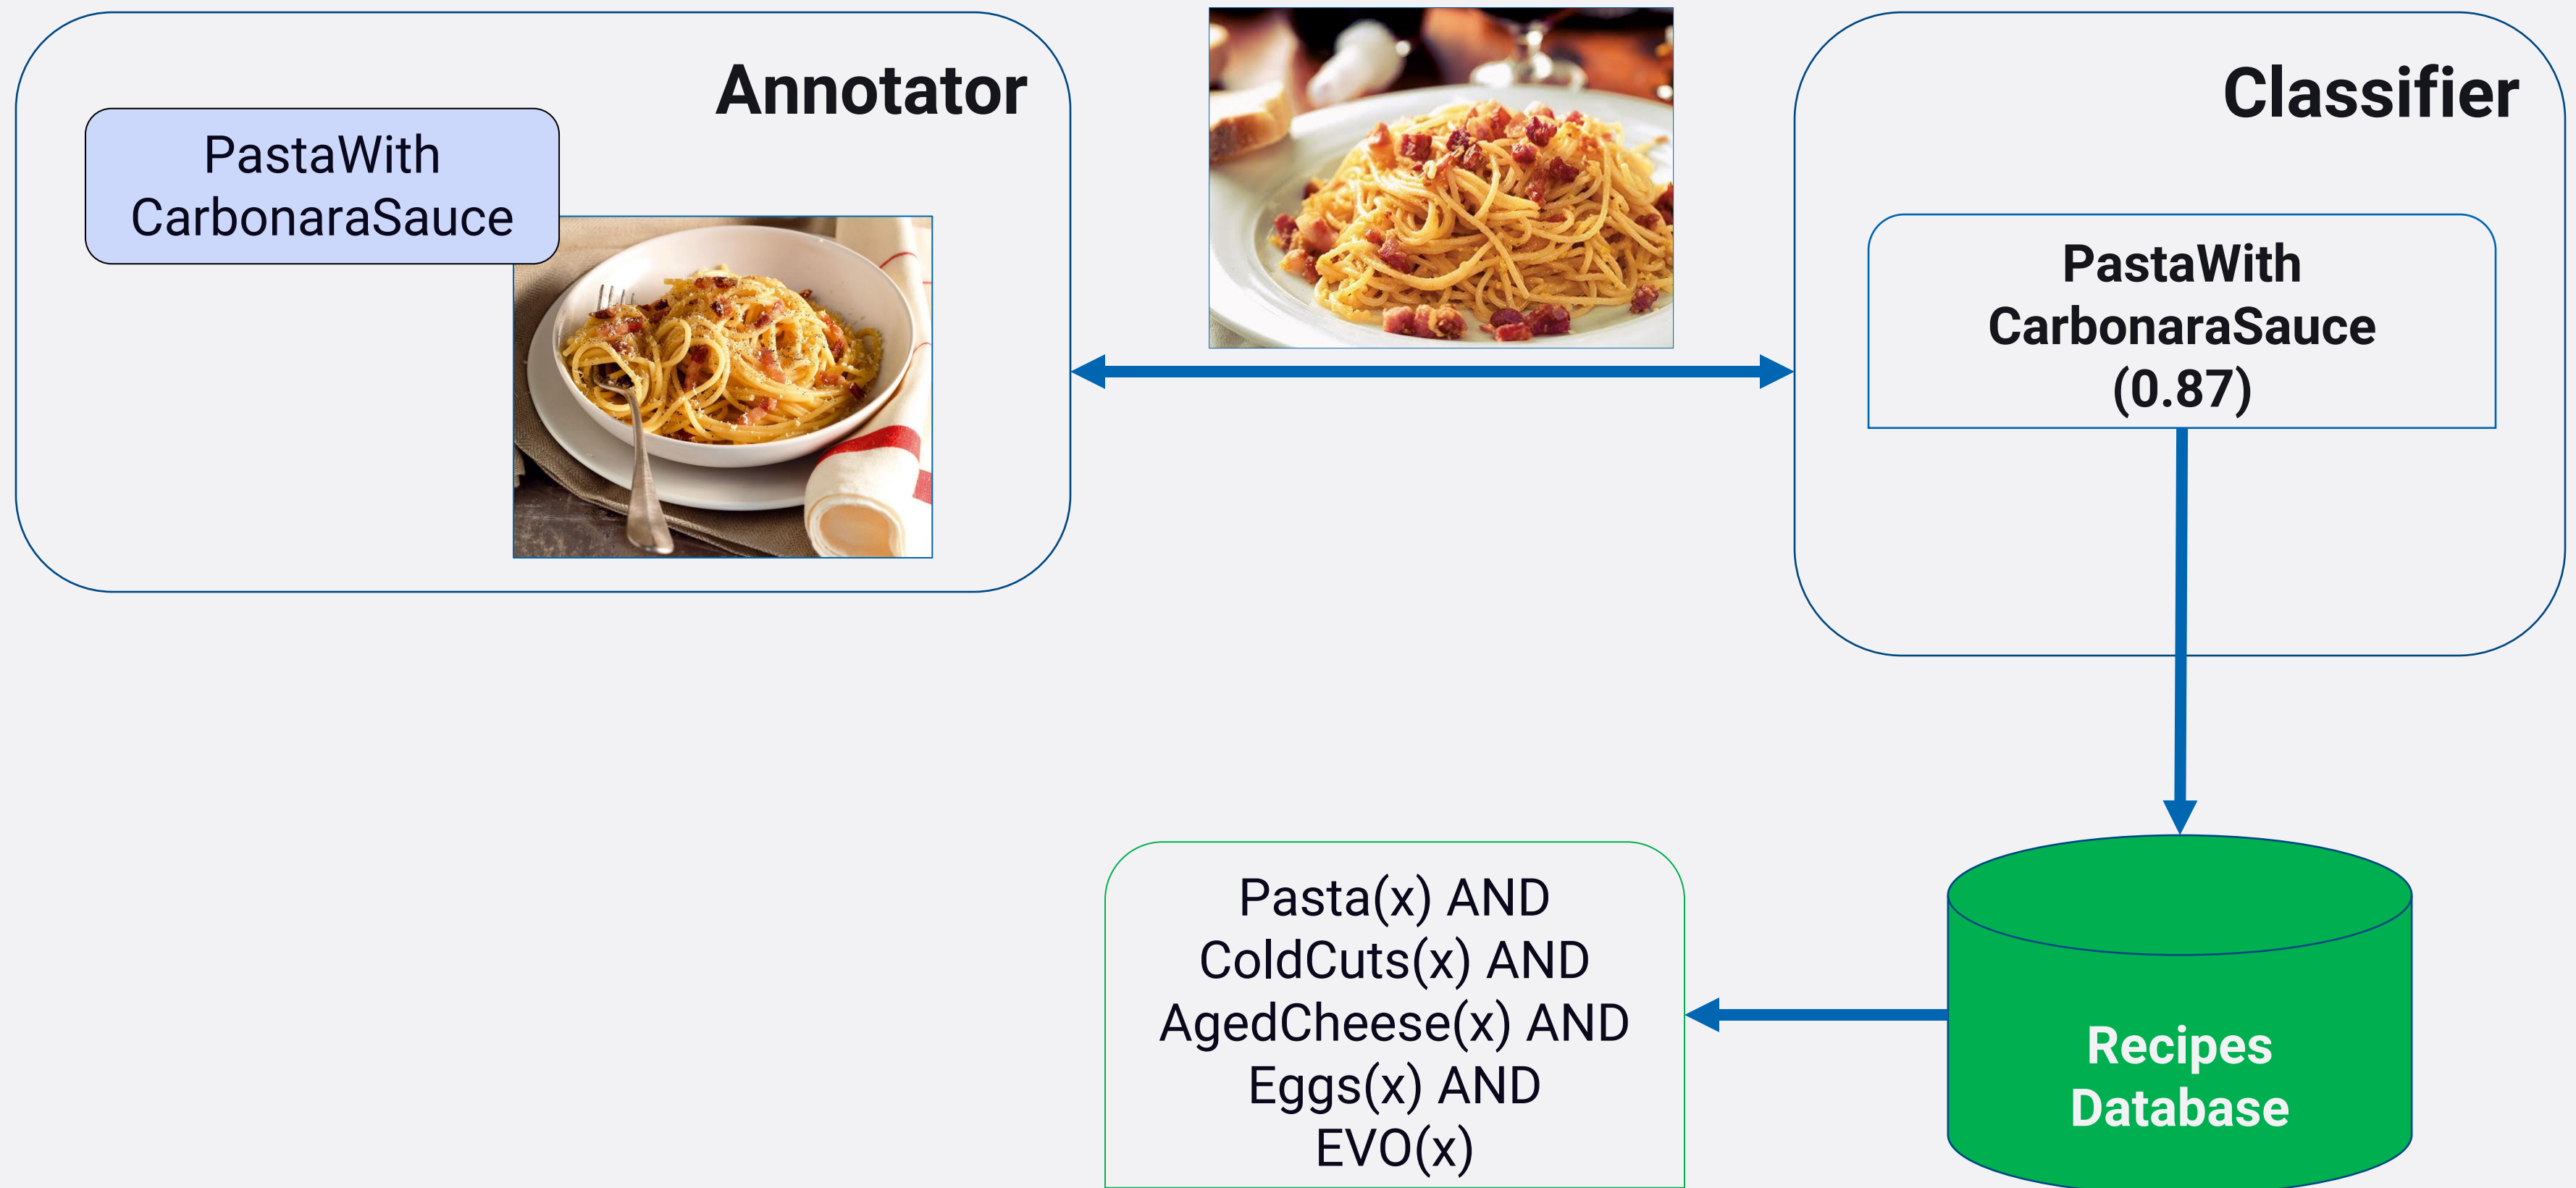 Annotator
PastaWith
CarbonaraSauce
Classifier
PastaWith
CarbonaraSauce
(0.87)
Pasta(x) AND
ColdCuts(x) AND
AgedCheese(x) AND
Eggs(x) AND
EVO(x)
Recipes
Database